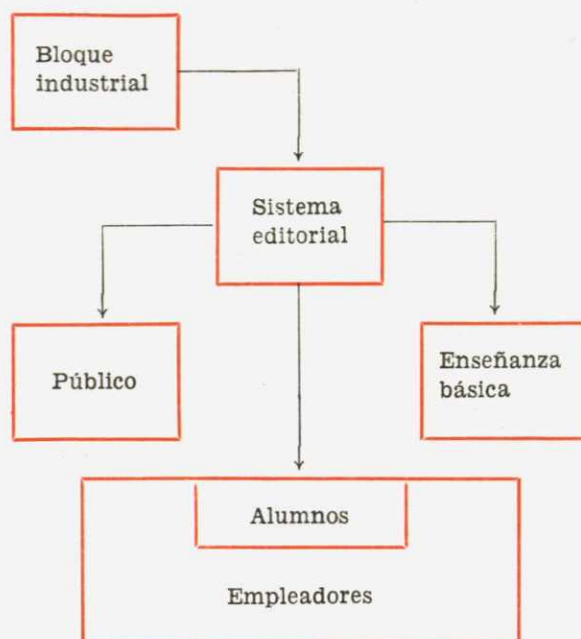 Bloque
industrial
Sistema
editorial
Público
Enseñanza
básica
Alumnos
Empleadores